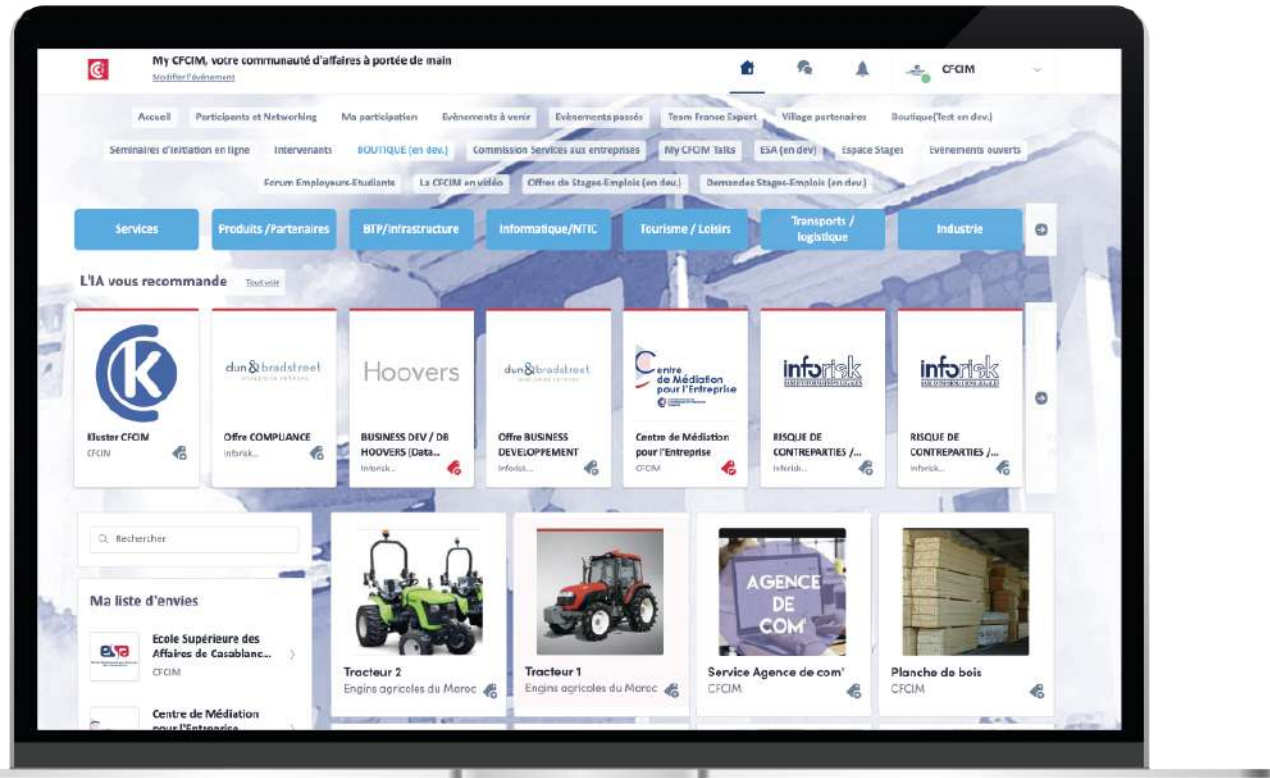 My CFCIM, votre communauté d'affaires à portée de main
Modifier l'événement
CFCIM
Accueil Participants et Networking Ma participation Evènements à venir Evènements passés Team France Export Village partenaires Boutique(Test en dev.)
Séminaires d'initiation en ligne Intervenants BOUTIQUE (en dev.) Commission Services aux entreprises My CFCIM Talks ESA (en dev) Espace Stages Evènements ouverts
Forum Employeurs-Etudiants La CFCIM en vidéo Offres de Stages-Emplois (en dev.) Demandes Stages-Emplois (en dev.)
Services Produits /Partenaires BTP/Infrastructure Informatique/NTIC Tourisme / Loisirs Transports / logistique Industrie
L'IA vous recommande Tout voir
K
dun & bradstreet
Hoovers
dun & bradstreet
Centre
de Médiation
pour l'Entreprise
inforisk
inforisk
Kluster CFCIM
CFCIM
Offre COMPLIANCE
Inforisk...
BUSINESS DEV / DB
HOOVERS (Data...
Inforisk...
Offre BUSINESS
DEVELOPPEMENT
Inforisk...
Centre de Médiation
pour l'Entreprise
CFCIM
RISQUE DE
CONTREPARTIES /...
Inforisk...
RISQUE DE
CONTREPARTIES /...
Inforisk...
Rechercher
Ma liste d'envies
esa
Ecole Supérieure des
Affaires de Casablanc...
CFCIM
Centre de Médiation
pour l'Entreprise
Tracteur 2
Engins agricoles du Maroc
Tracteur 1
Engins agricoles du Maroc
AGENCE
DE
COM'
Service Agence de com'
CFCIM
Planche de bois
CFCIM